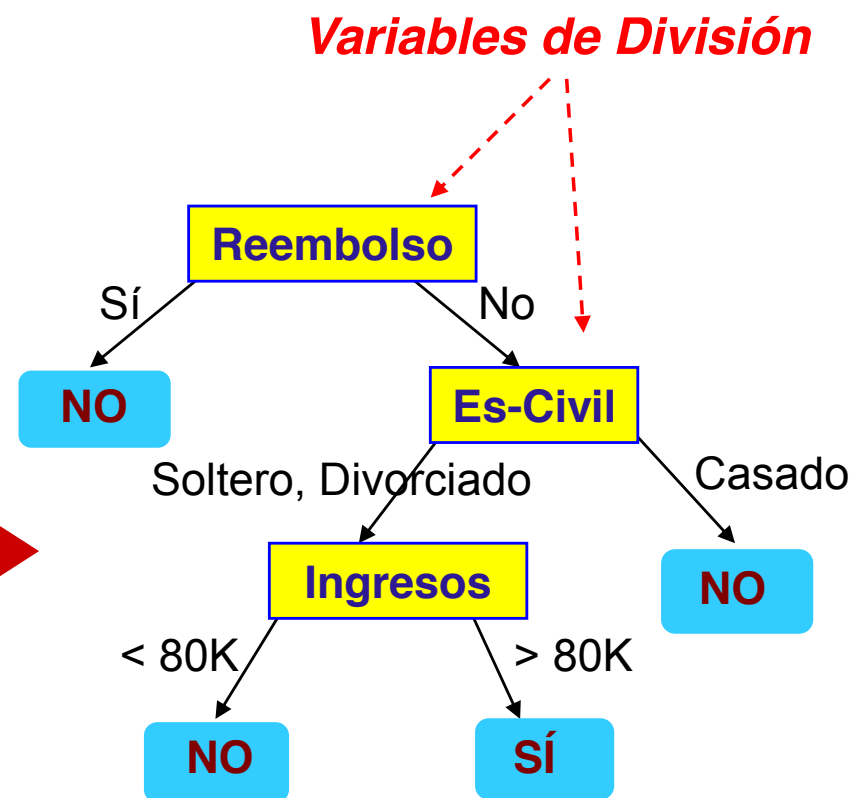 Variables de División
Reembolso
Sí
No
NO
Es-Civil
Soltero, Divorciado
Casado
Ingresos
NO
< 80K
> 80K
NO
SÍ